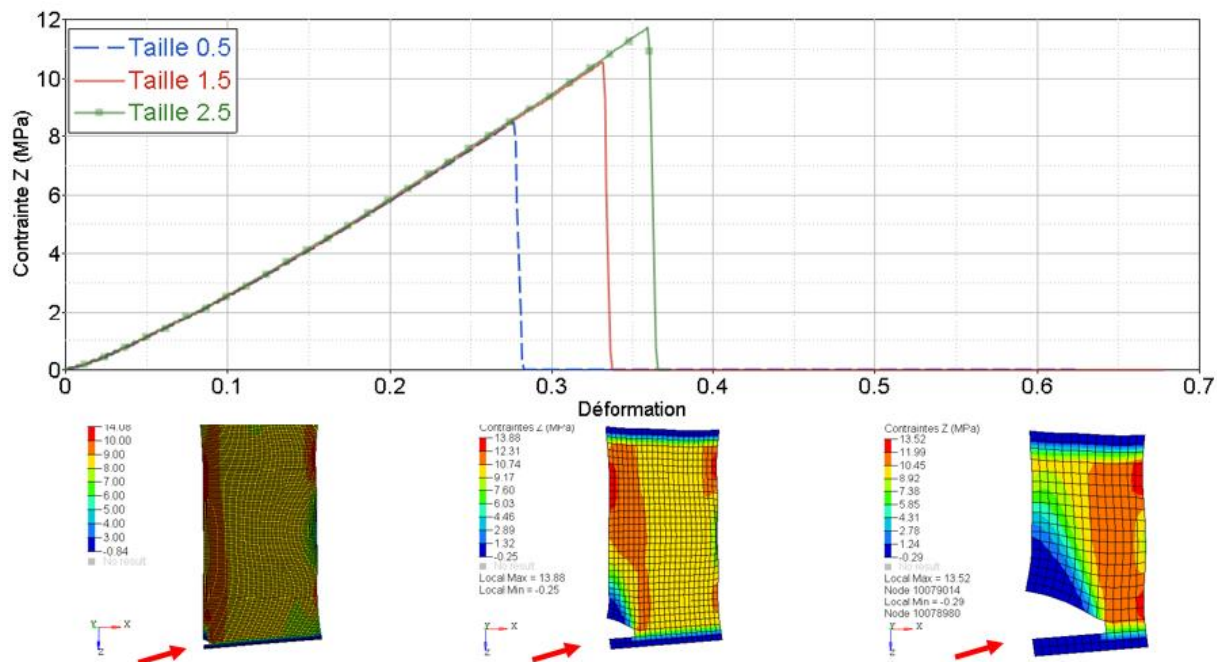 12
10
8
6
4
2
0
Contrainte Z (MPa)
Taille 0.5
Taille 1.5
Taille 2.5
0 0.1 0.2 0.3 0.4 0.5 0.6 0.7
Déformation
14.08
10.00
9.00
8.00
7.00
6.00
5.00
4.00
3.00
-0.84
No result
Y X
Z
Contraintes Z (MPa)
13.88
12.31
10.74
9.17
7.60
6.03
4.46
2.89
1.32
-0.25
No result
Local Max = 13.88
Local Min = -0.25
Y X
Z
Contraintes Z (MPa)
13.52
11.99
10.45
8.92
7.38
5.85
4.31
2.78
1.24
-0.29
No result
Local Max = 13.52
Node 10079014
Local Min = -0.29
Node 10078980
Y X
Z